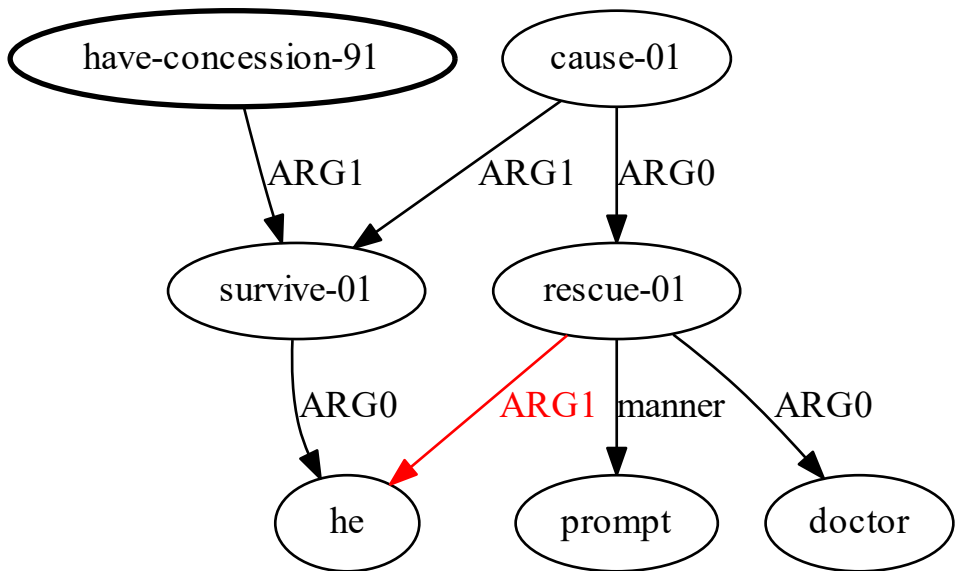 have-concession-91 cause-01
ARG1 ARG1 ARG0
survive-01 rescue-01
ARG0 ARG1 manner ARG0
he prompt doctor